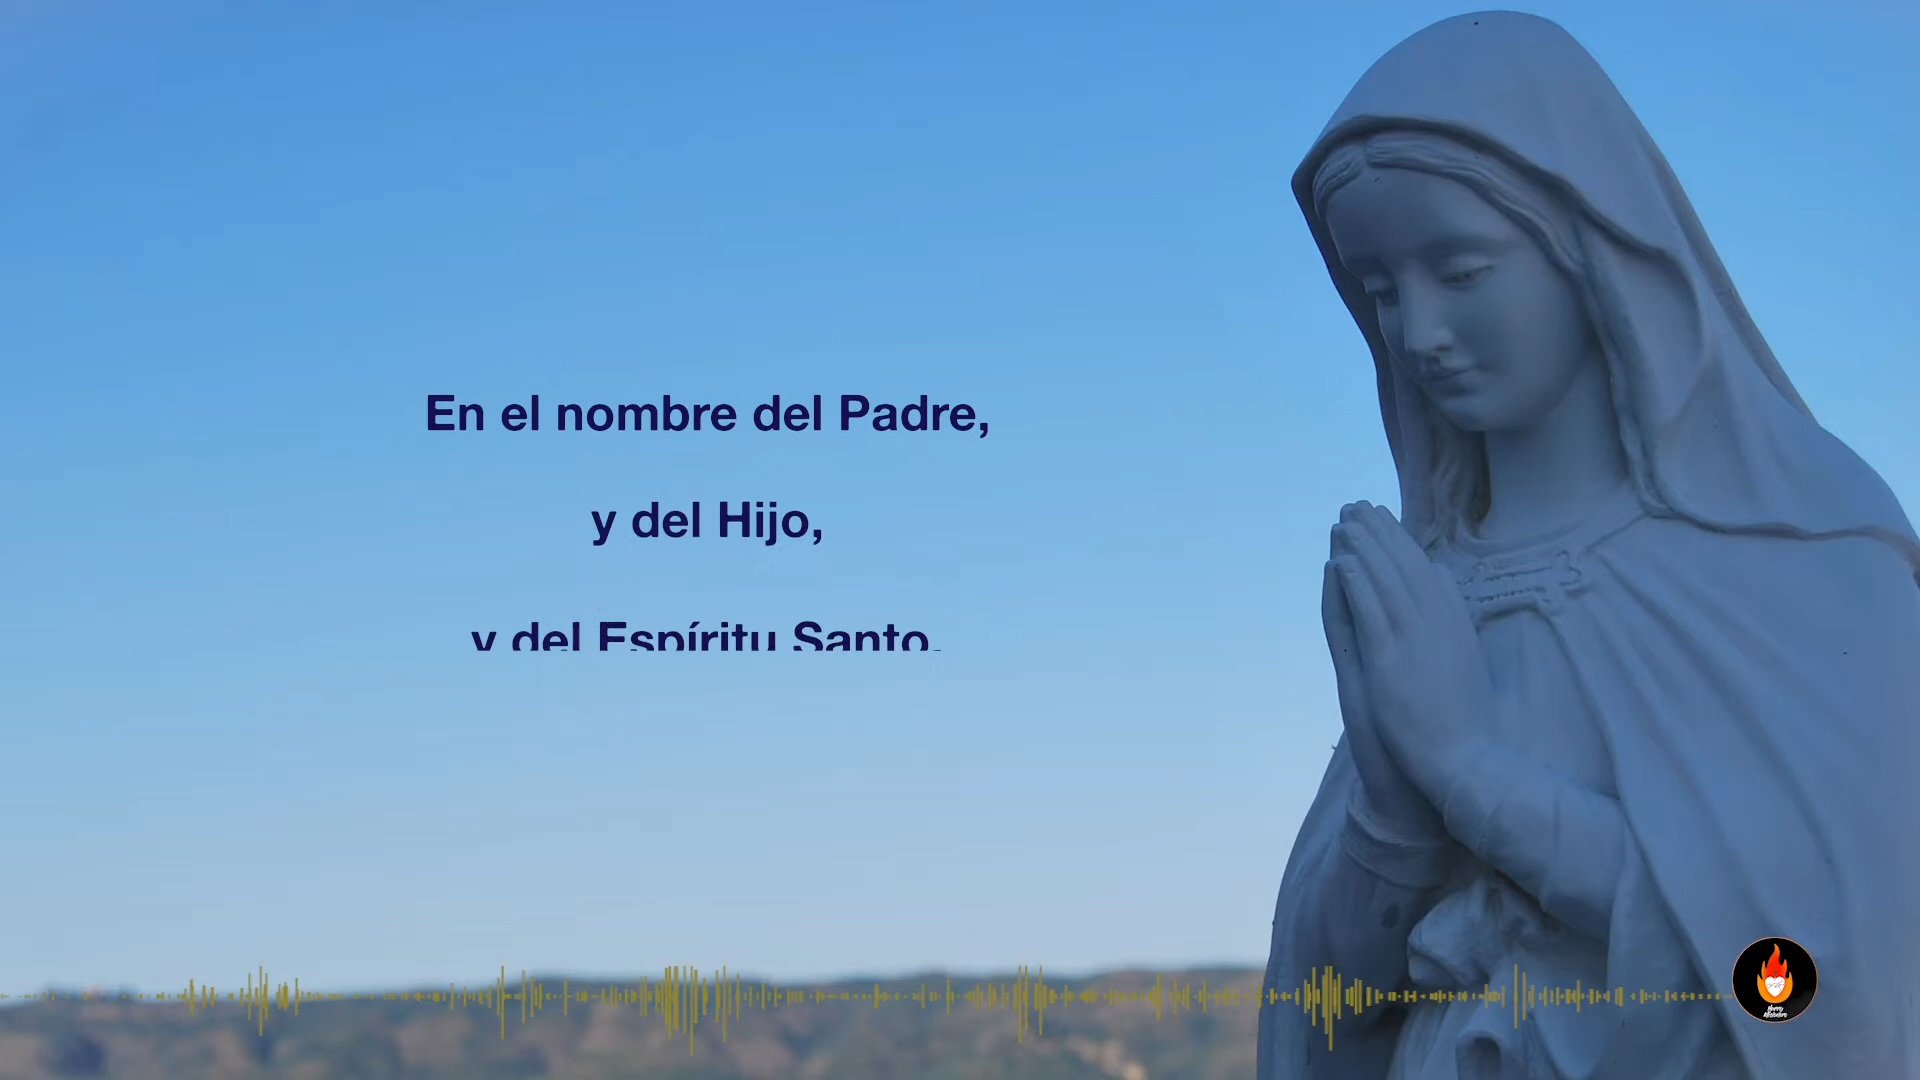 En el nombre del Padre,
y del Hijo,
y del Espíritu Santo.